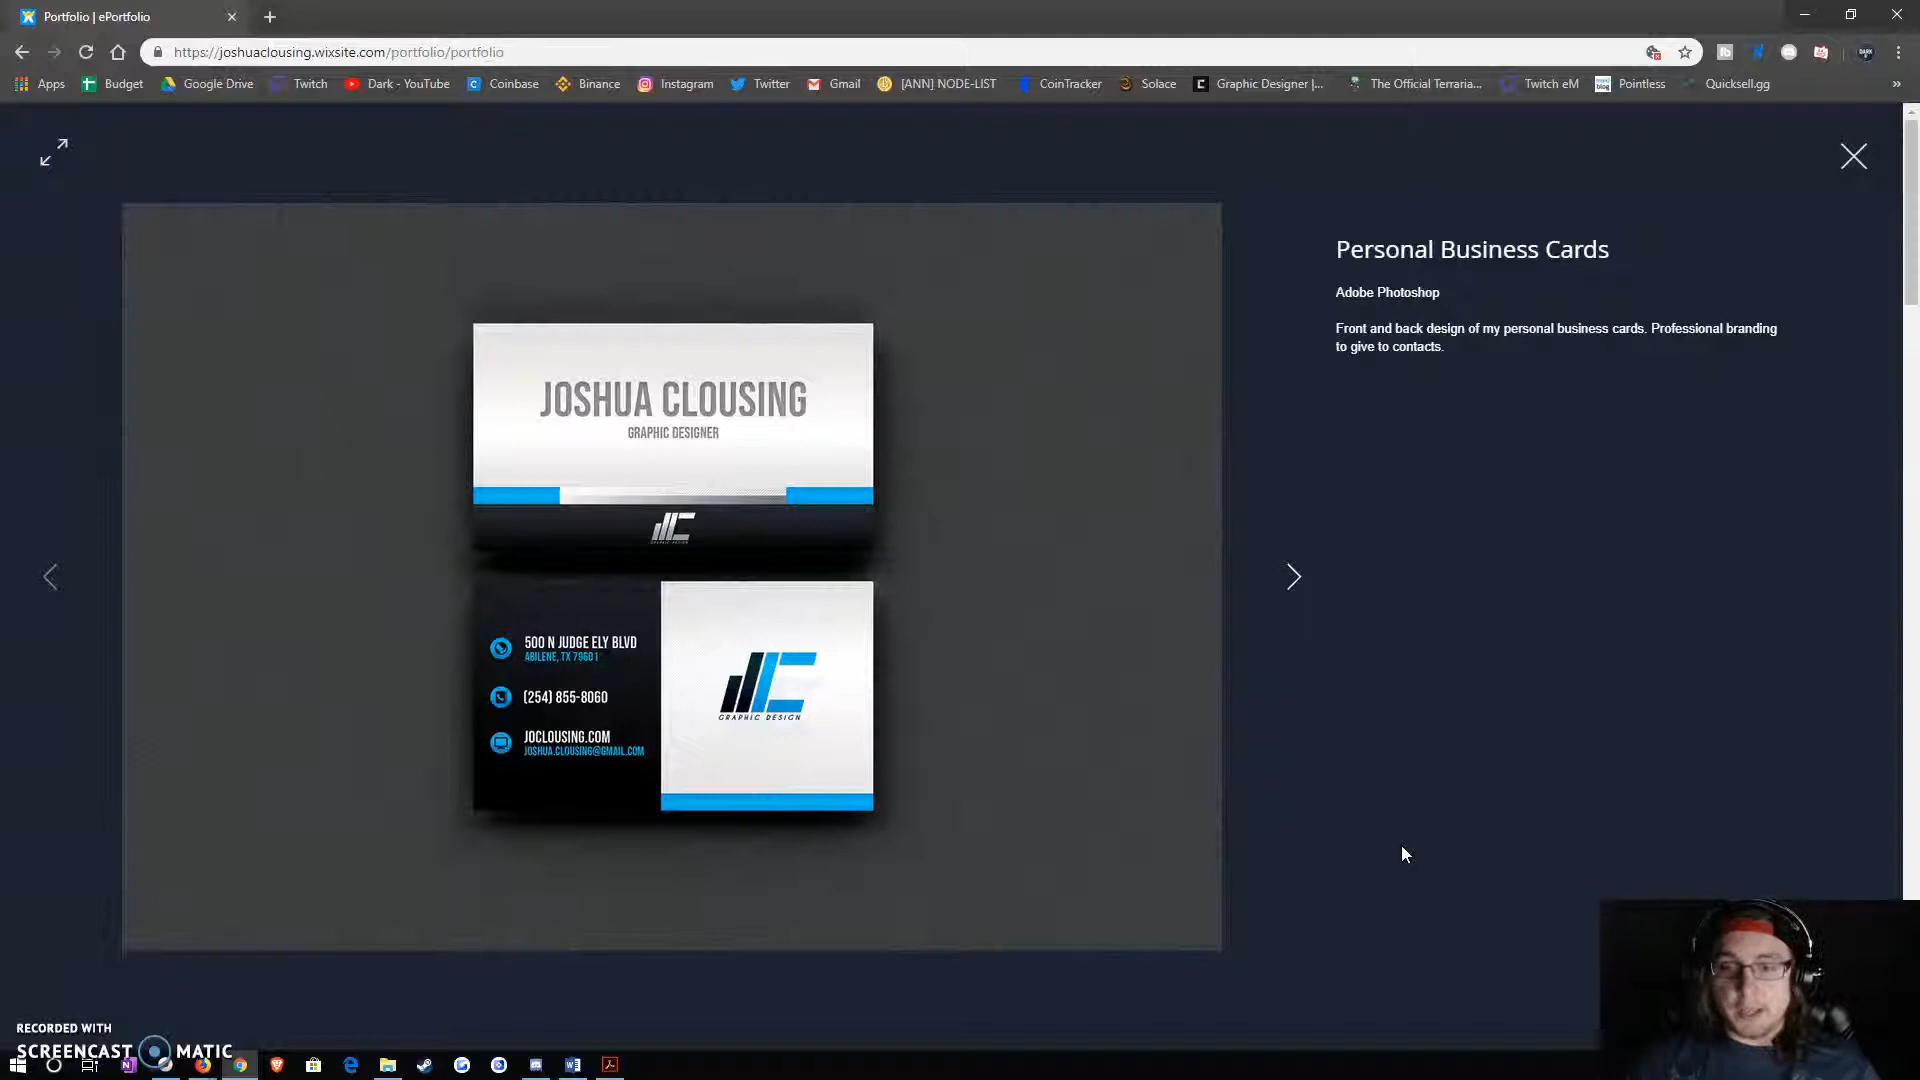 Portfolio | ePortfolio
https://joshuaclousing.wixsite.com/portfolio/portfolio
Apps Budget Google Drive Twitch Dark - YouTube Coinbase Binance Instagram Twitter Gmail [ANN] NODE-LIST CoinTracker Solace Graphic Designer |... The Official Terraria... Twitch eM Pointless Quicksell.gg »
Personal Business Cards
Adobe Photoshop
Front and back design of my personal business cards. Professional branding
to give to contacts.
JOSHUA CLOUSING
GRAPHIC DESIGNER
JC
500 N JUDGE ELY BLVD
ABILENE, TX 79601
(254) 855-8060
JOCLOUSING.COM
JOSHUA.CLOUSING@GMAIL.COM
JC
GRAPHIC DESIGN
RECORDED WITH
SCREENCAST MATIC